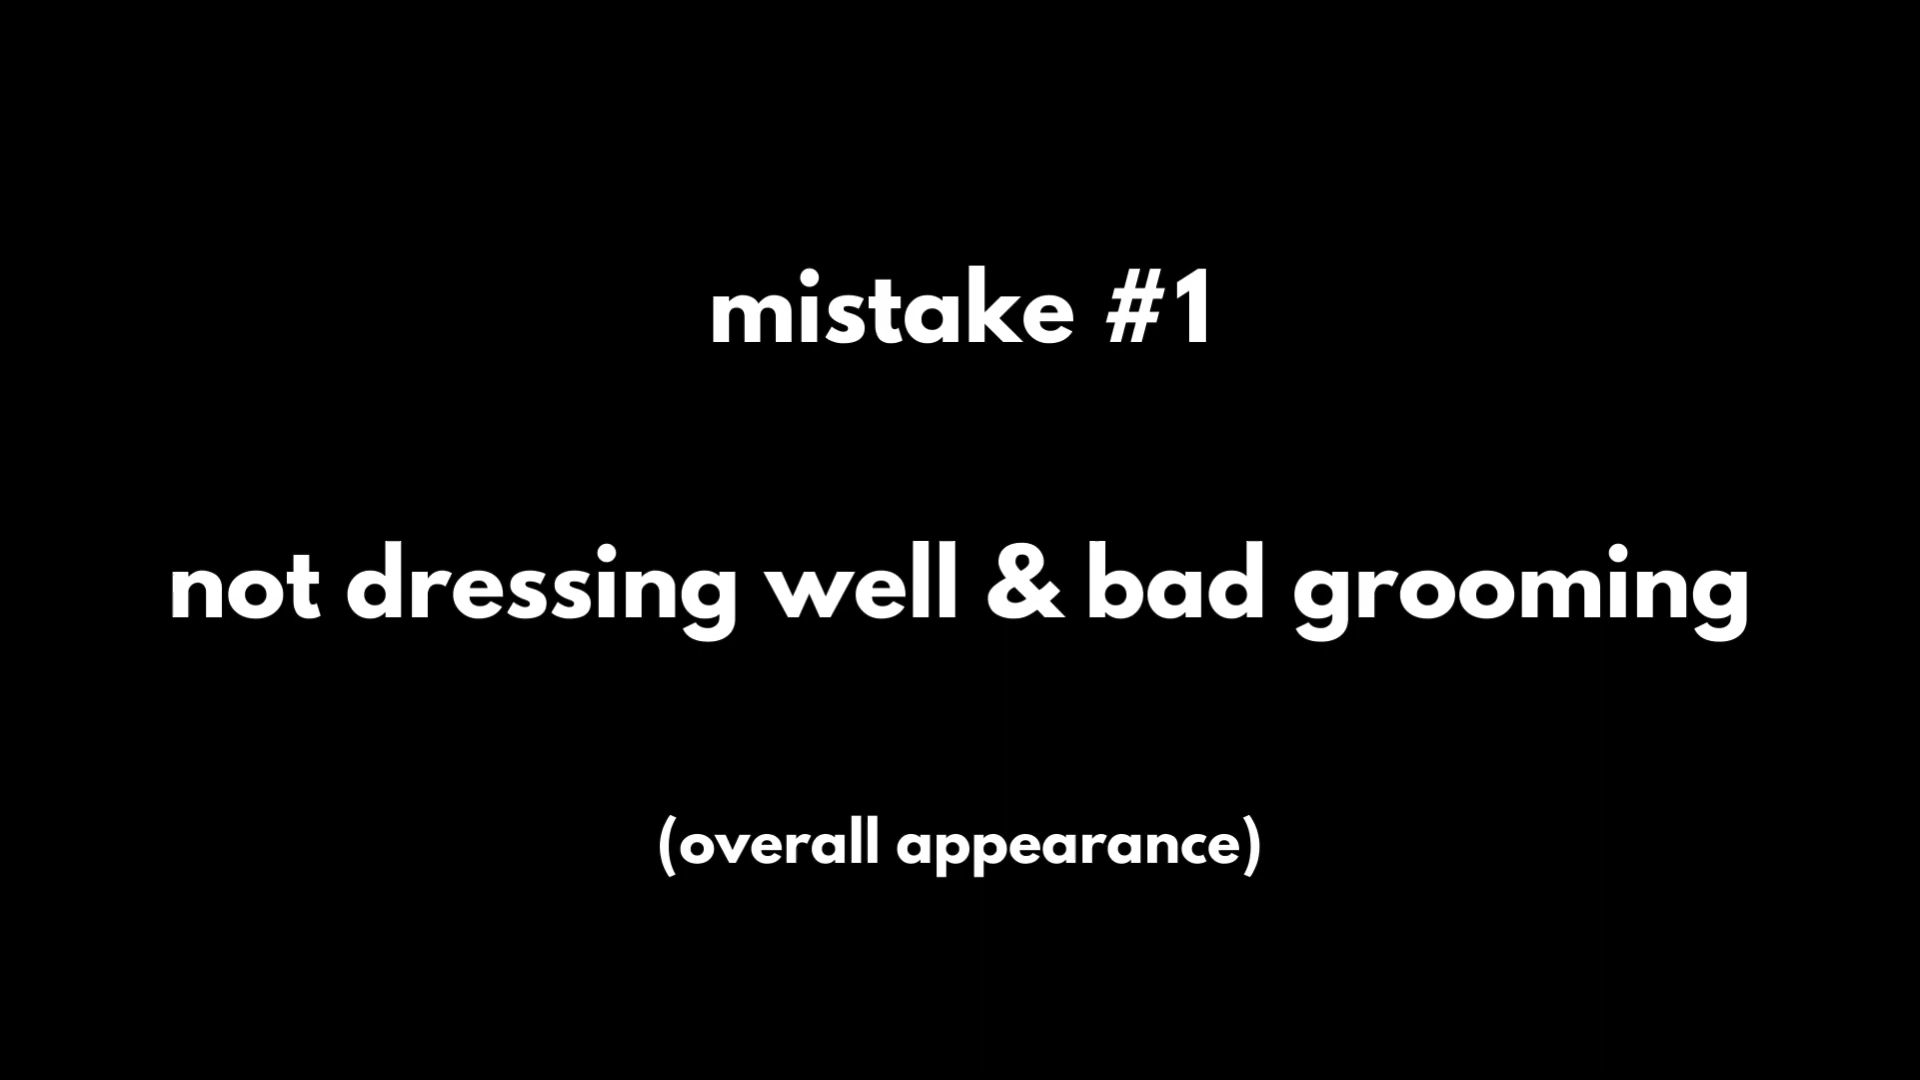 mistake #1
not dressing well & bad grooming
(overall appearance)